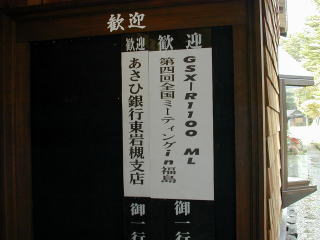 歓迎
歓迎
GSX-R1100 ML
第四回全国ミーティングin福島
御一行
歓迎
あさひ銀行東岩槻支店
御一行